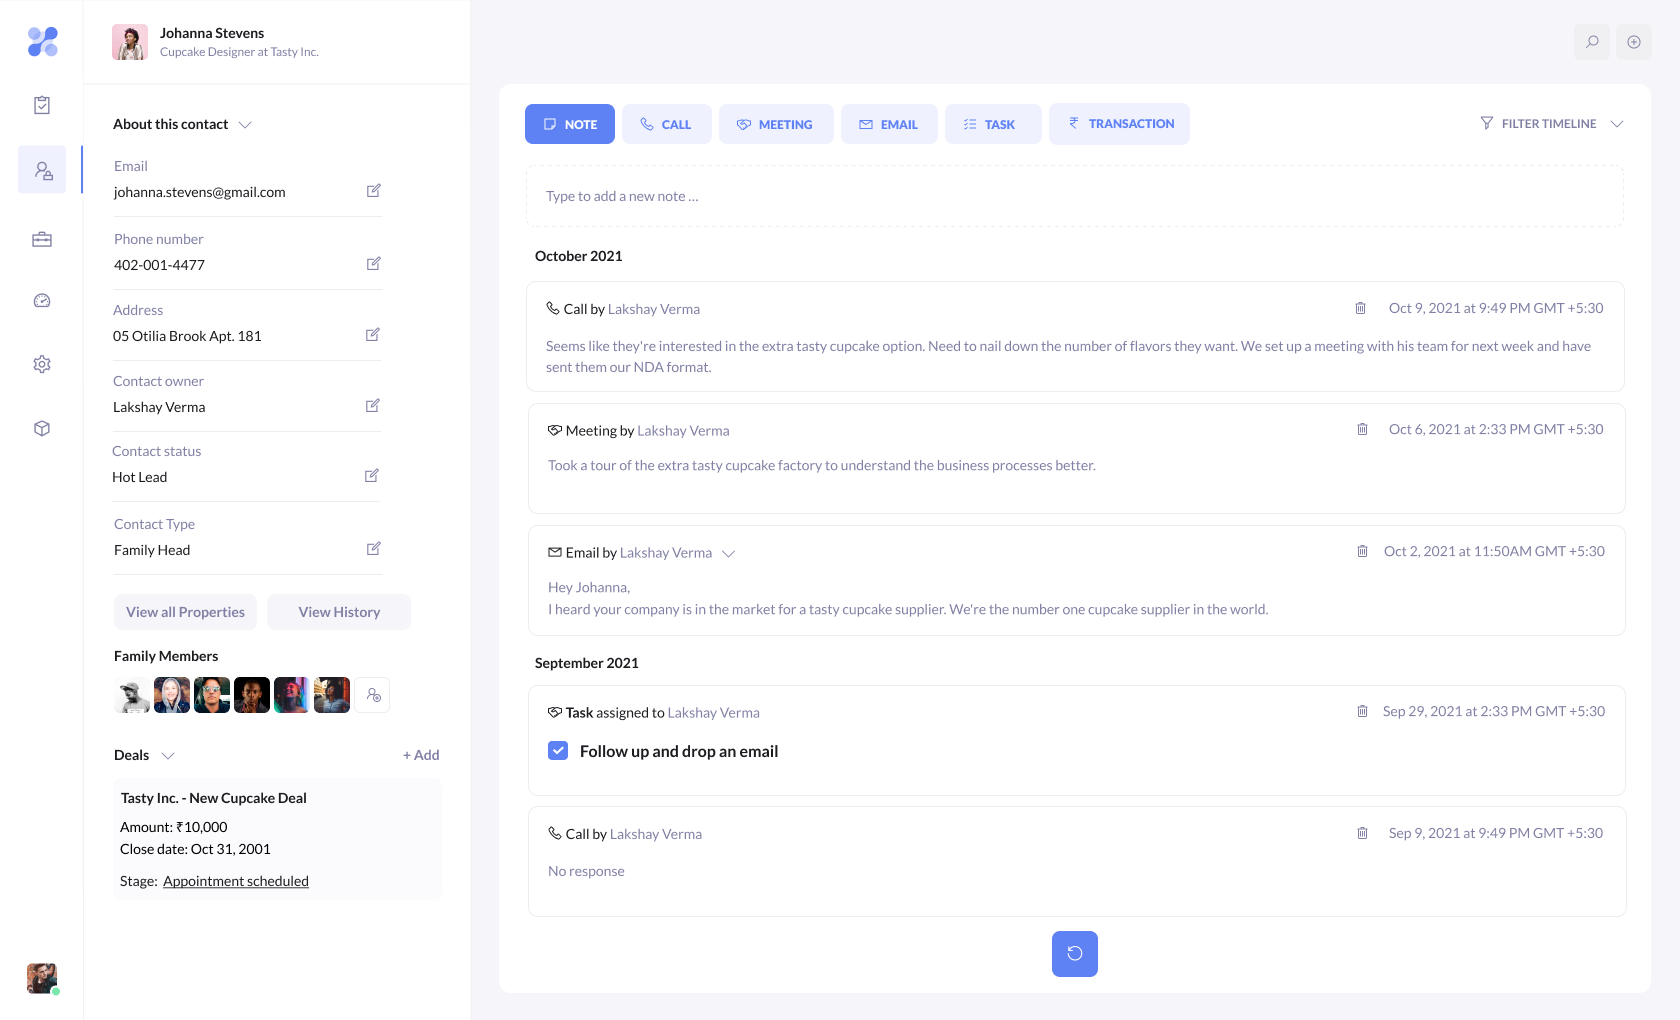 Johanna Stevens
Cupcake Designer at Tasty Inc.
About this contact
Email
johanna.stevens@gmail.com
Phone number
402-001-4477
Address
05 Otilia Brook Apt. 181
Contact owner
Lakshay Verma
Contact status
Hot Lead
Contact Type
Family Head
View all Properties
View History
Family Members
Deals
+ Add
Tasty Inc. - New Cupcake Deal
Amount: ₹10,000
Close date: Oct 31, 2001
Stage: Appointment scheduled
NOTE
CALL
MEETING
EMAIL
TASK
₹ TRANSACTION
FILTER TIMELINE
Type to add a new note ...
October 2021
Call by Lakshay Verma
Oct 9, 2021 at 9:49 PM GMT +5:30
Seems like they're interested in the extra tasty cupcake option. Need to nail down the number of flavors they want. We set up a meeting with his team for next week and have
sent them our NDA format.
Meeting by Lakshay Verma
Oct 6, 2021 at 2:33 PM GMT +5:30
Took a tour of the extra tasty cupcake factory to understand the business processes better.
Email by Lakshay Verma
Oct 2, 2021 at 11:50AM GMT +5:30
Hey Johanna,
I heard your company is in the market for a tasty cupcake supplier. We're the number one cupcake supplier in the world.
September 2021
Task assigned to Lakshay Verma
Sep 29, 2021 at 2:33 PM GMT +5:30
Follow up and drop an email
Call by Lakshay Verma
Sep 9, 2021 at 9:49 PM GMT +5:30
No response